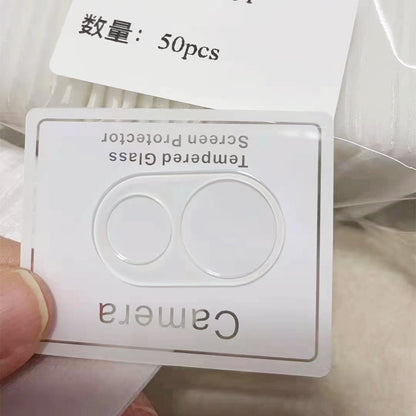 数量：50pcs
Camera
Tempered Glass
Screen Protector